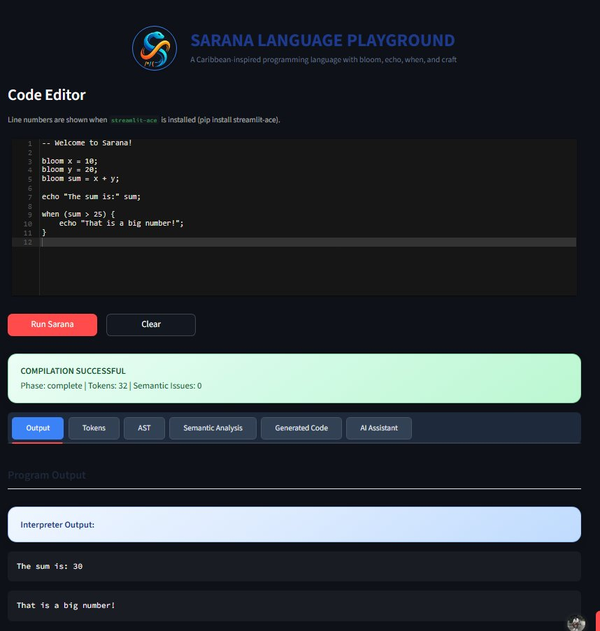 SARANA LANGUAGE PLAYGROUND
A Caribbean-inspired programming language with bloom, echo, when, and craft
Code Editor
Line numbers are shown when streamlit-ace is installed (pip install streamlit-ace).
1 -- Welcome to Sarana!
2
3 bloom x = 10;
4 bloom y = 20;
5 bloom sum = x + y;
6
7 echo "The sum is:" sum;
8
9 when (sum > 25) {
10 echo "That is a big number!";
11 }
12
Run Sarana
Clear
COMPILATION SUCCESSFUL
Phase: complete | Tokens: 32 | Semantic Issues: 0
Output
Tokens
AST
Semantic Analysis
Generated Code
AI Assistant
Program Output
Interpreter Output:
The sum is: 30
That is a big number!